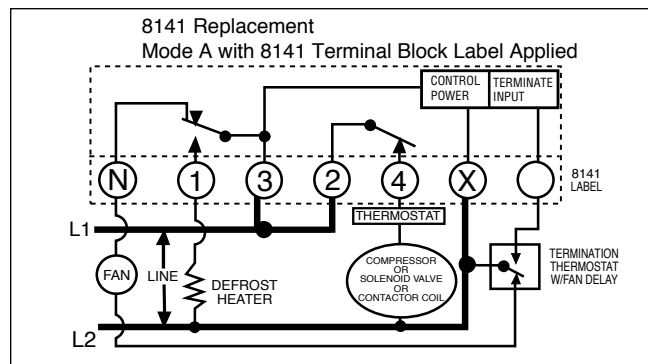 8141 Replacement
Mode A with 8141 Terminal Block Label Applied
CONTROL POWER
TERMINATE INPUT
N
1
3
2
4
X
8141
LABEL
L1
THERMOSTAT
FAN
LINE
DEFROST
HEATER
COMPRESSOR
OR
SOLENOID VALVE
OR
CONTACTOR COIL
TERMINATION
THERMOSTAT
W/FAN DELAY
L2